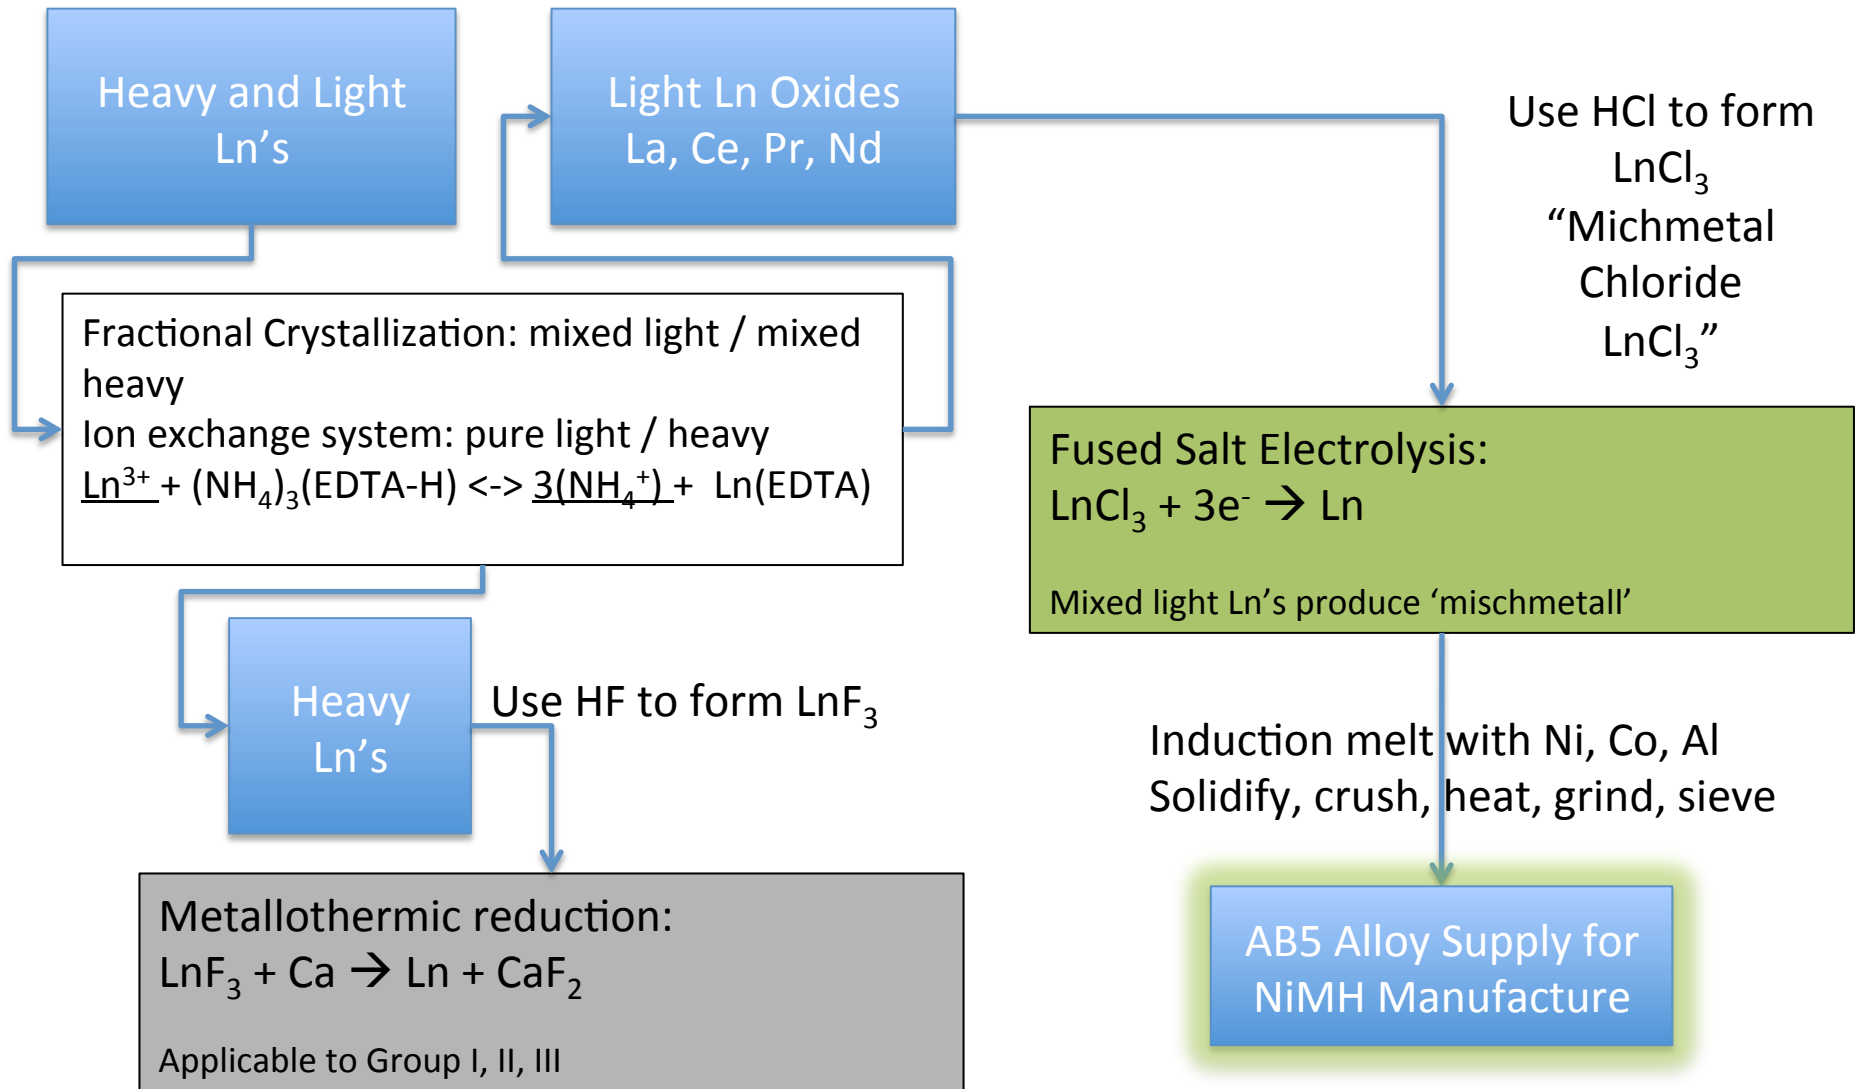 Heavy and Light
Ln’s
Light Ln Oxides
La, Ce, Pr, Nd
Use HCl to form
LnCl₃
“Michmetal
Chloride
LnCl₃”
Fractional Crystallization: mixed light / mixed
heavy
Ion exchange system: pure light / heavy
Ln³⁺ + (NH₄)₃(EDTA-H) <-> 3(NH₄⁺) + Ln(EDTA)
Fused Salt Electrolysis:
LnCl₃ + 3e⁻ → Ln
Mixed light Ln’s produce ‘mischmetall’
Heavy
Ln’s
Use HF to form LnF₃
Induction melt with Ni, Co, Al
Solidify, crush, heat, grind, sieve
Metallothermic reduction:
LnF₃ + Ca → Ln + CaF₂
Applicable to Group I, II, III
AB5 Alloy Supply for
NiMH Manufacture